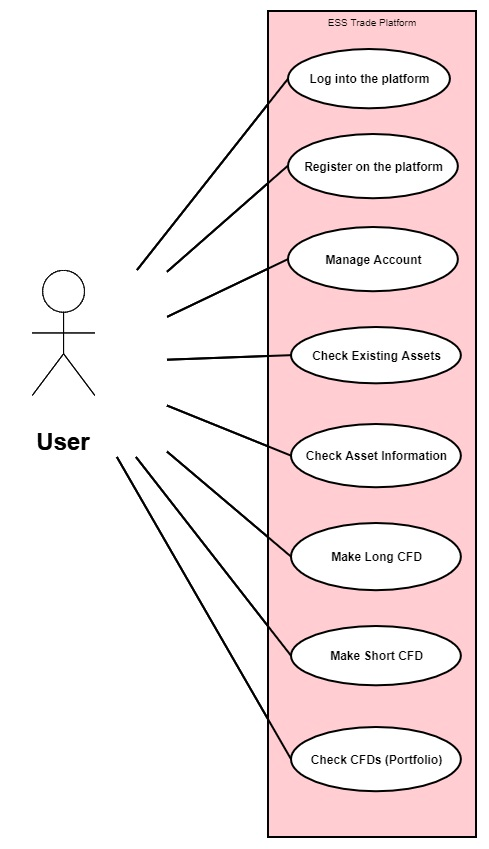 ESS Trade Platform
Log into the platform
Register on the platform
Manage Account
Check Existing Assets
User
Check Asset Information
Make Long CFD
Make Short CFD
Check CFDs (Portfolio)